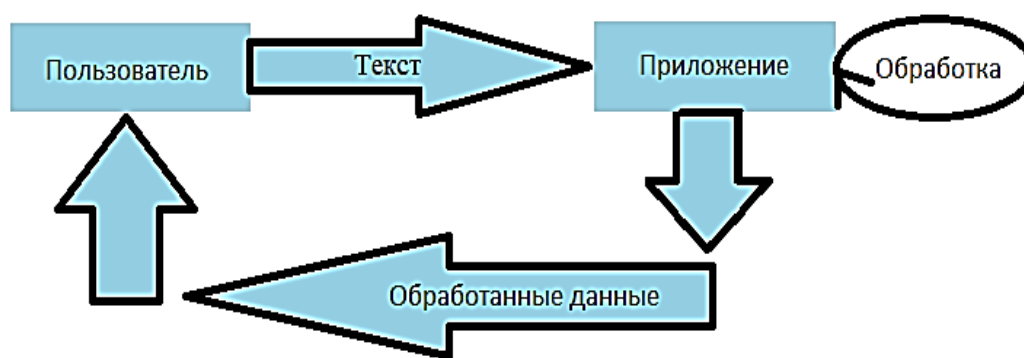 Пользователь
Текст
Приложение
Обработка
Обработанные данные